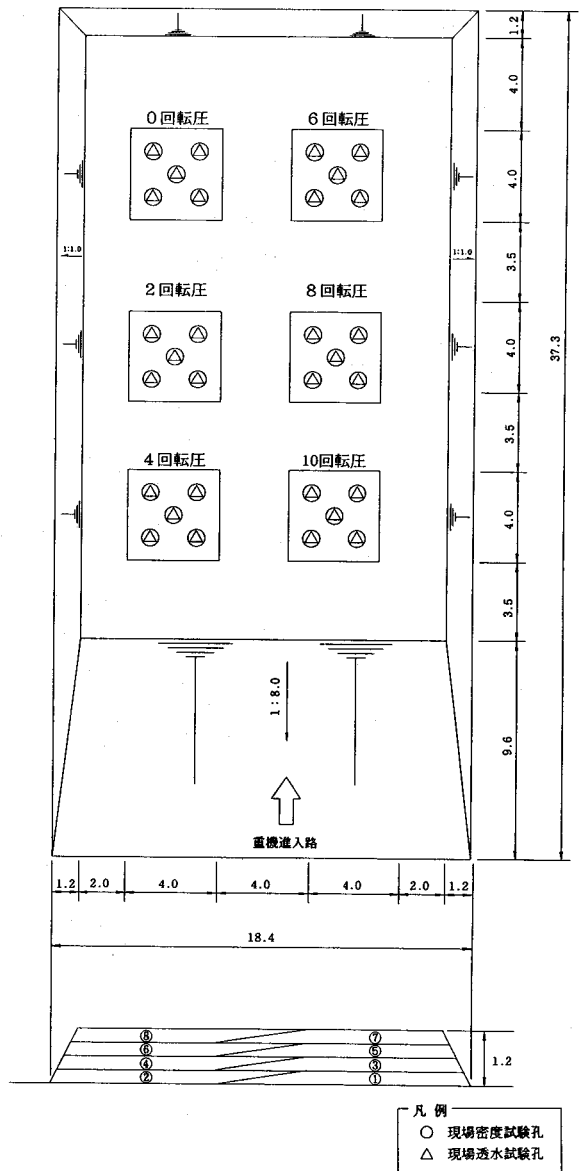 1.2
4.0
0回転圧 6回転圧
4.0
1:1.0 1:1.0
3.5
2回転圧 8回転圧
4.0
37.3
3.5
4回転圧 10回転圧
4.0
3.5
1:8.0
9.6
重機進入路
1.2 2.0 4.0 4.0 4.0 2.0 1.2
18.4
⑧ ⑦
⑥ ⑤
④ ③
② ①
1.2
凡例
○ 現場密度試験孔
△ 現場透水試験孔